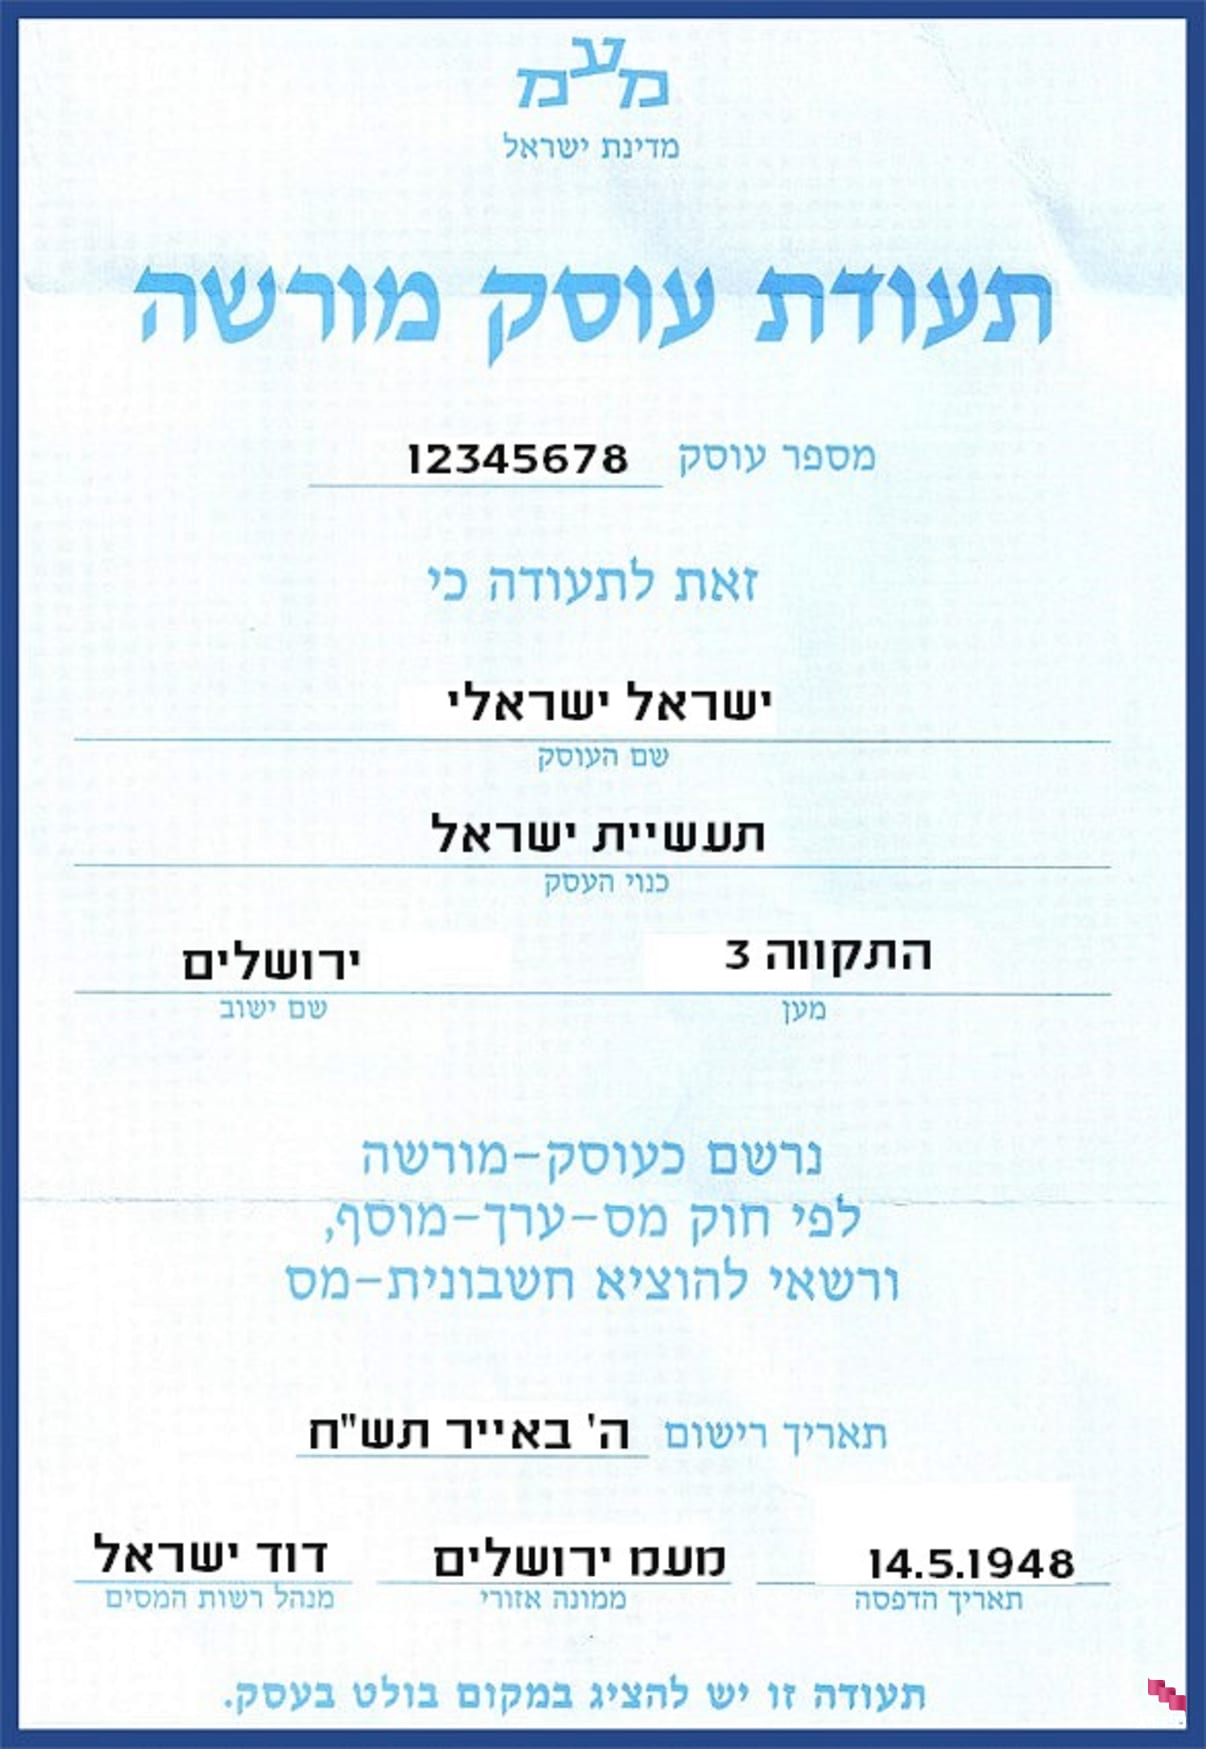 מעמ
מדינת ישראל
תעודת עוסק מורשה
מספר עוסק 12345678
זאת לתעודה כי
ישראל ישראלי
שם העוסק
תעשיית ישראל
כנוי העסק
התקווה 3 ירושלים
מען שם ישוב
נרשם כעוסק-מורשה
לפי חוק מס-ערך-מוסף,
ורשאי להוציא חשבונית-מס
תאריך רישום ה' באייר תש"ח
14.5.1948 מעמ ירושלים דוד ישראל
תאריך הדפסה ממונה אזורי מנהל רשות המסים
תעודה זו יש להציג במקום בולט בעסק.